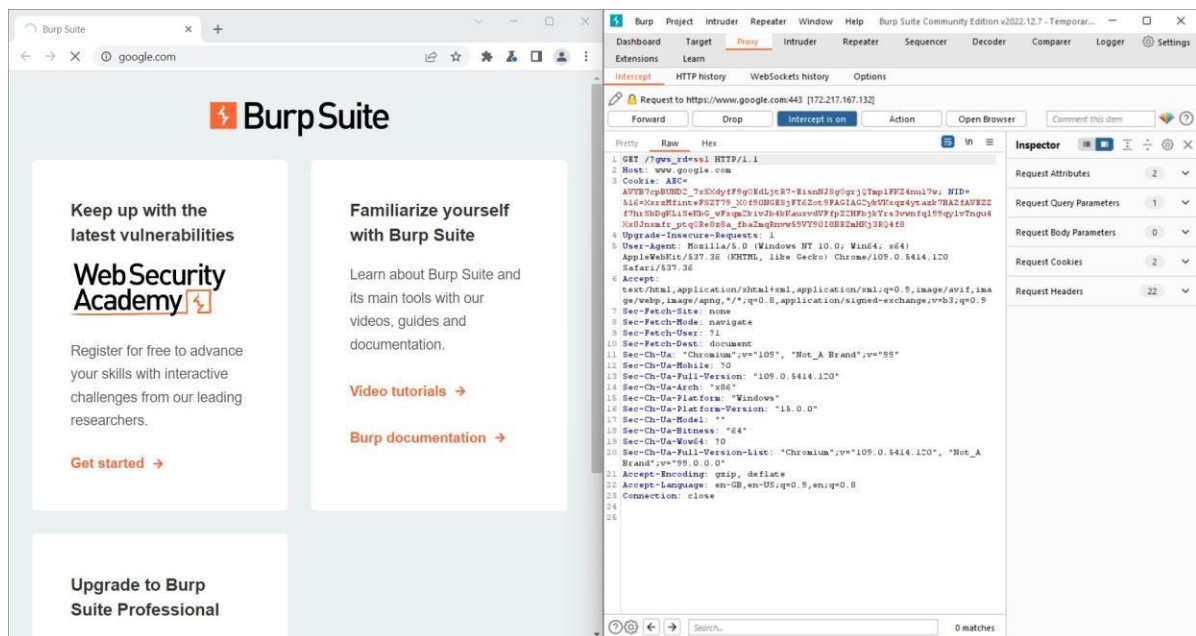 Burp Suite
google.com
Burp Suite
Keep up with the
latest vulnerabilities
WebSecurity
Academy
Register for free to advance
your skills with interactive
challenges from our leading
researchers.
Get started →
Familiarize yourself
with Burp Suite
Learn about Burp Suite and
its main tools with our
videos, guides and
documentation.
Video tutorials →
Burp documentation →
Upgrade to Burp
Suite Professional
Burp Project Intruder Repeater Window Help Burp Suite Community Edition v2022.12.7 - Temporar...
Dashboard Target Proxy Intruder Repeater Sequencer Decoder Comparer Logger Settings
Extensions Learn
Intercept HTTP history WebSockets history Options
Request to https://www.google.com:443 [172.217.167.132]
Forward Drop Intercept is on Action Open Browser Comment this item
Pretty Raw Hex \n
1 GET /?gws_rd=ssl HTTP/1.1
2 Host: www.google.com
3 Cookie: AEC=
NID=
4 Upgrade-Insecure-Requests: 1
5 User-Agent: Mozilla/5.0 (Windows NT 10.0; Win64; x64)
AppleWebKit/537.36 (KHTML, like Gecko) Chrome/109.0.5414.120
Safari/537.36
6 Accept:
text/html,application/xhtml+xml,application/xml;q=0.9,image/avif,ima
ge/webp,image/apng,*/*;q=0.8,application/signed-exchange;v=b3;q=0.9
7 Sec-Fetch-Site: none
8 Sec-Fetch-Mode: navigate
9 Sec-Fetch-User: ?1
10 Sec-Fetch-Dest: document
11 Sec-Ch-Ua: "Chromium";v="109", "Not_A Brand";v="99"
12 Sec-Ch-Ua-Mobile: ?0
13 Sec-Ch-Ua-Full-Version: "109.0.5414.120"
14 Sec-Ch-Ua-Arch: "x86"
15 Sec-Ch-Ua-Platform: "Windows"
16 Sec-Ch-Ua-Platform-Version: "15.0.0"
17 Sec-Ch-Ua-Model: ""
18 Sec-Ch-Ua-Bitness: "64"
19 Sec-Ch-Ua-Wow64: ?0
20 Sec-Ch-Ua-Full-Version-List: "Chromium";v="109.0.5414.120", "Not_A
Brand";v="99.0.0.0"
21 Accept-Encoding: gzip, deflate
22 Accept-Language: en-GB,en-US;q=0.9,en;q=0.8
23 Connection: close
24
25
Inspector
Request Attributes 2
Request Query Parameters 1
Request Body Parameters 0
Request Cookies 2
Request Headers 22
Search... 0 matches